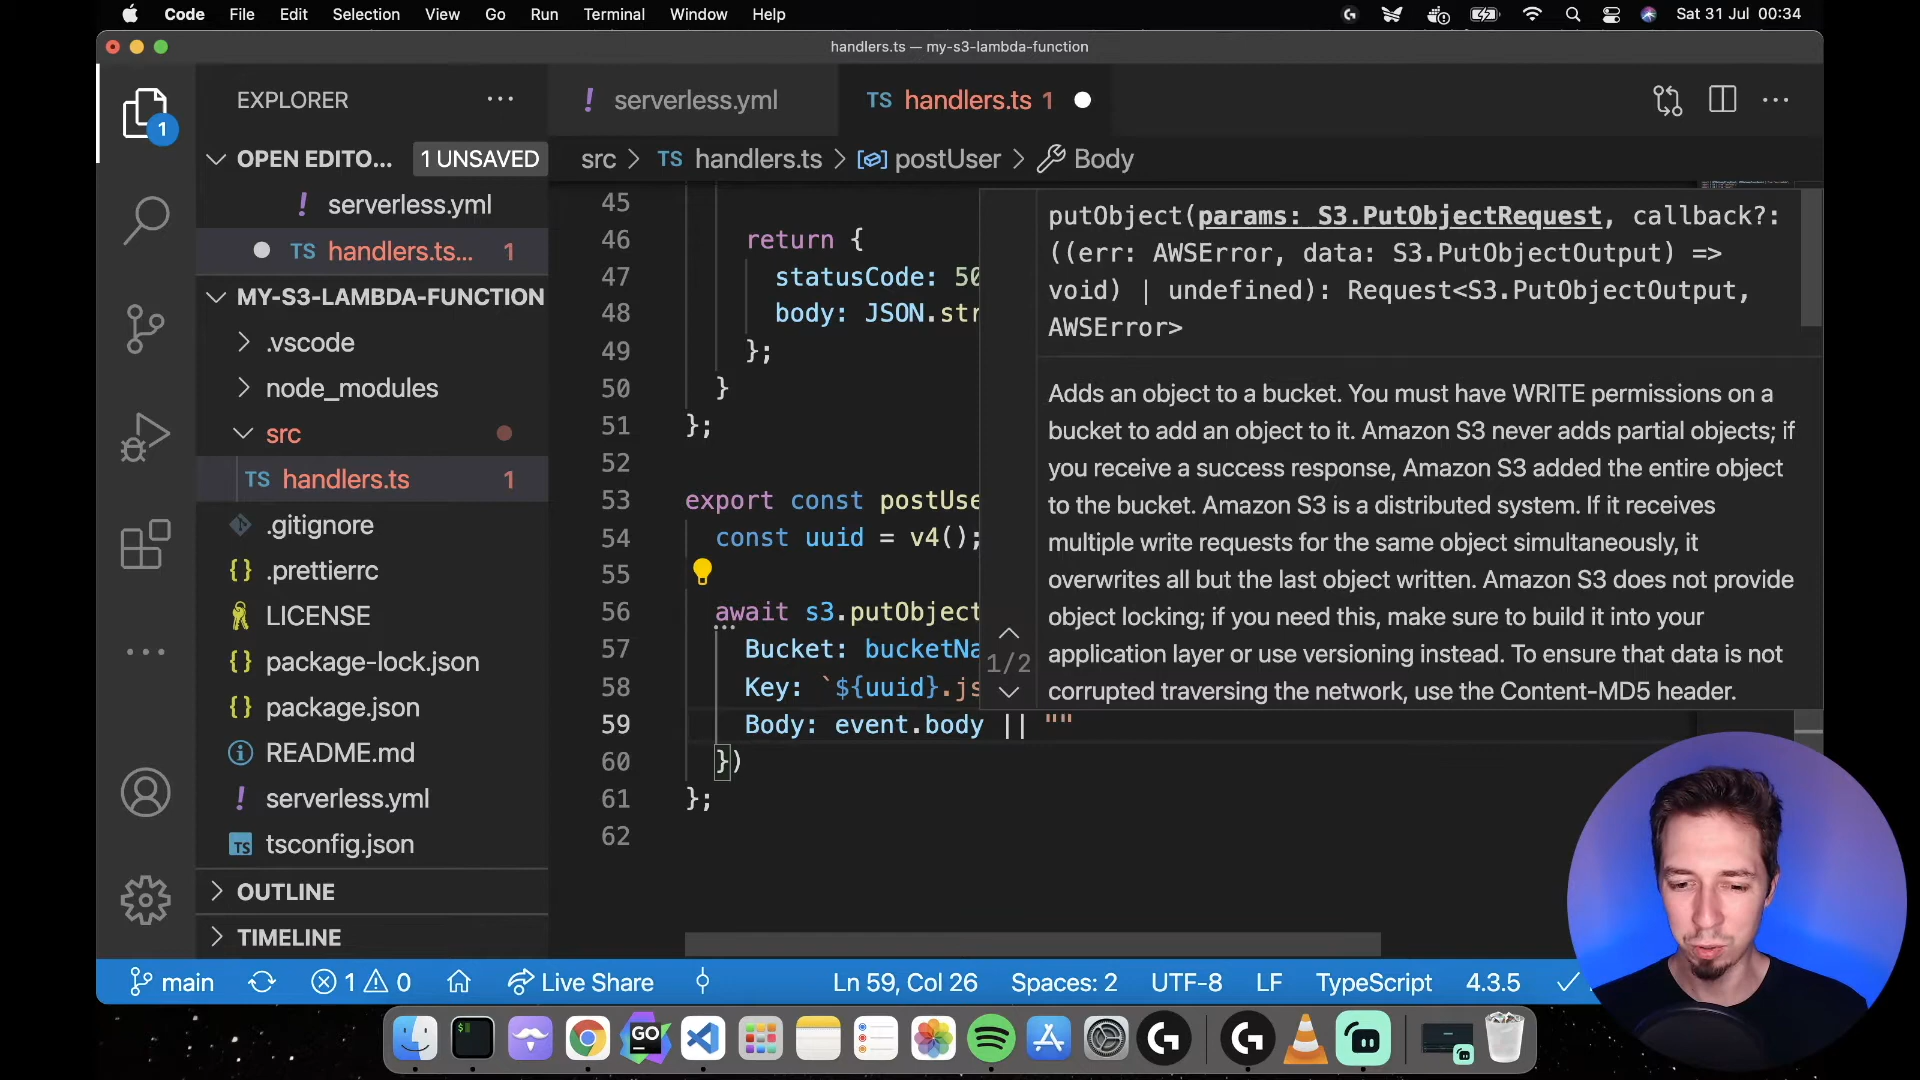 Code File Edit Selection View Go Run Terminal Window Help Sat 31 Jul 00:34
handlers.ts — my-s3-lambda-function
EXPLORER
OPEN EDITO... 1 UNSAVED
! serverless.yml
TS handlers.ts... 1
MY-S3-LAMBDA-FUNCTION
.vscode
node_modules
src
TS handlers.ts 1
.gitignore
{} .prettierrc
LICENSE
{} package-lock.json
{} package.json
README.md
! serverless.yml
TS tsconfig.json
OUTLINE
TIMELINE
1
! serverless.yml
TS handlers.ts 1
src > TS handlers.ts > postUser > Body
45
46 return {
47 statusCode: 50
48 body: JSON.str
49 };
50 }
51 };
52
53 export const postUse
54 const uuid = v4();
55
56 await s3.putObject
57 Bucket: bucketNa
58 Key: `${uuid}.js
59 Body: event.body || ""
60 })
61 };
62
putObject(params: S3.PutObjectRequest, callback?:
((err: AWSError, data: S3.PutObjectOutput) =>
void) | undefined): Request<S3.PutObjectOutput,
AWSError>
Adds an object to a bucket. You must have WRITE permissions on a
bucket to add an object to it. Amazon S3 never adds partial objects; if
you receive a success response, Amazon S3 added the entire object
to the bucket. Amazon S3 is a distributed system. If it receives
multiple write requests for the same object simultaneously, it
overwrites all but the last object written. Amazon S3 does not provide
object locking; if you need this, make sure to build it into your
application layer or use versioning instead. To ensure that data is not
corrupted traversing the network, use the Content-MD5 header.
1/2
main 1 0 Live Share Ln 59, Col 26 Spaces: 2 UTF-8 LF TypeScript 4.3.5
GO